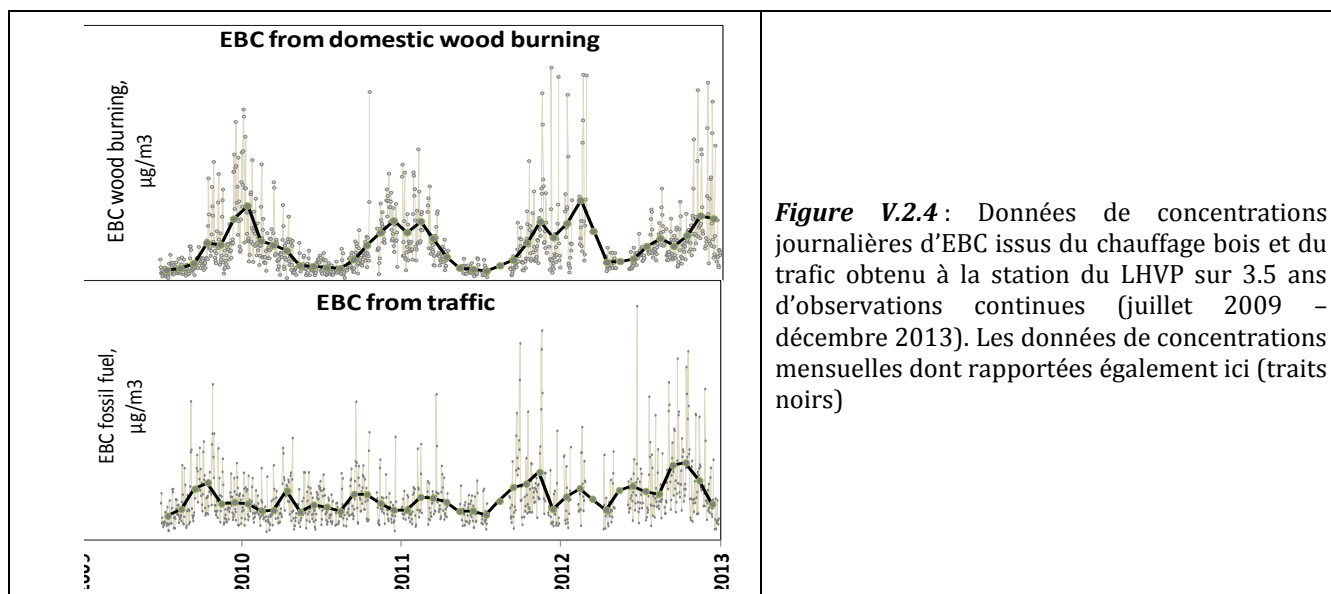 EBC from domestic wood burning
EBC wood burning,
µg/m3
EBC from traffic
EBC fossil fuel,
µg/m3
2010
2011
2012
2013
Figure V.2.4 : Données de concentrations
journalières d'EBC issus du chauffage bois et du
trafic obtenu à la station du LHVP sur 3.5 ans
d'observations continues (juillet 2009 –
décembre 2013). Les données de concentrations
mensuelles dont rapportées également ici (traits
noirs)